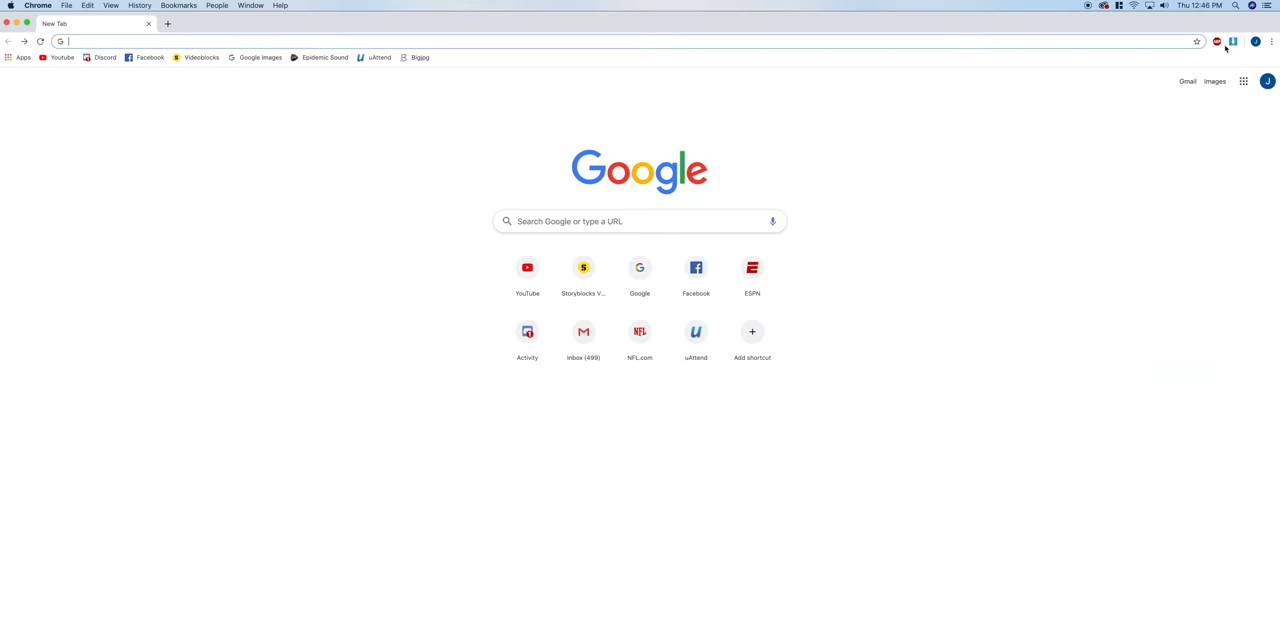 Chrome File Edit View History Bookmarks People Window Help Thu 12:46 PM
New Tab
Apps Youtube Discord Facebook Videoblocks Google Images Epidemic Sound uAttend Bigjpg
Gmail Images J
Google
Search Google or type a URL
YouTube Storyblocks V... Google Facebook ESPN
NFL
Activity Inbox (499) NFL.com uAttend Add shortcut